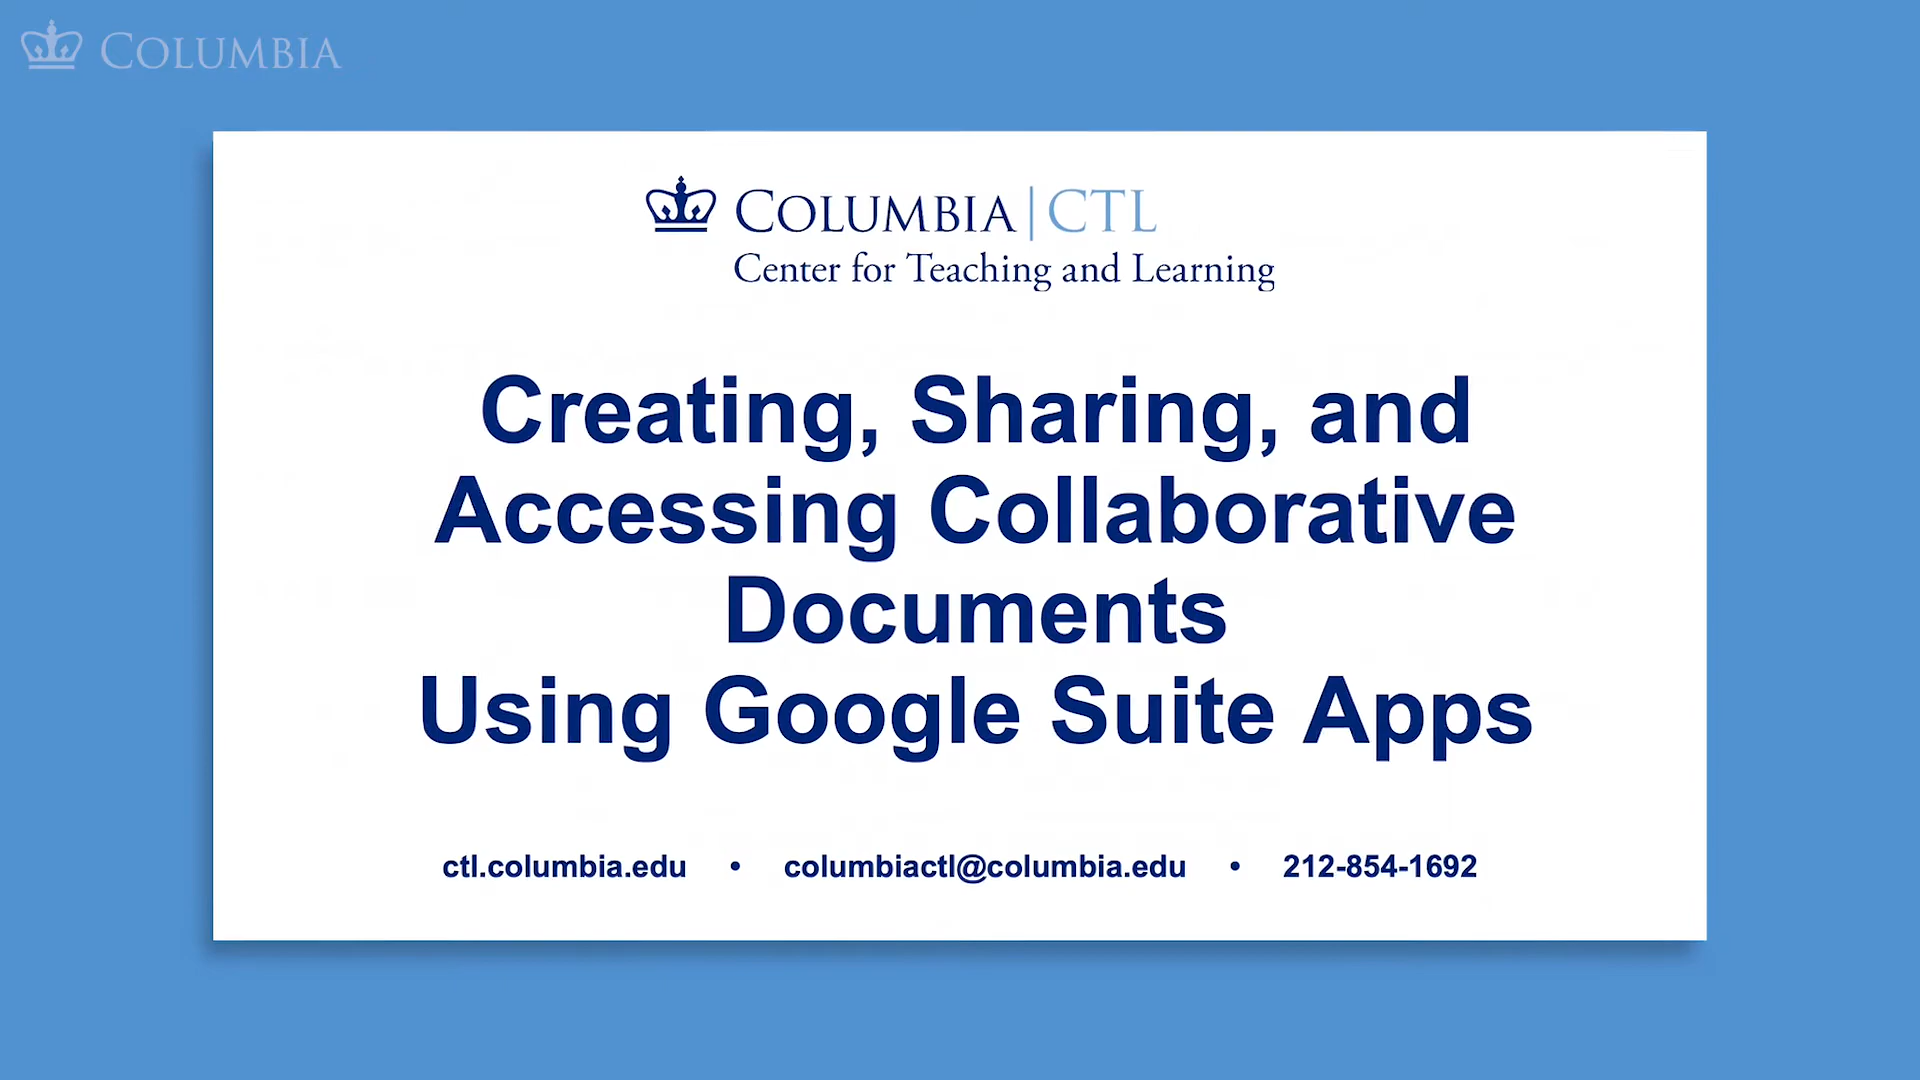 COLUMBIA
COLUMBIA | CTL
Center for Teaching and Learning
Creating, Sharing, and
Accessing Collaborative
Documents
Using Google Suite Apps
ctl.columbia.edu • columbiactl@columbia.edu • 212-854-1692